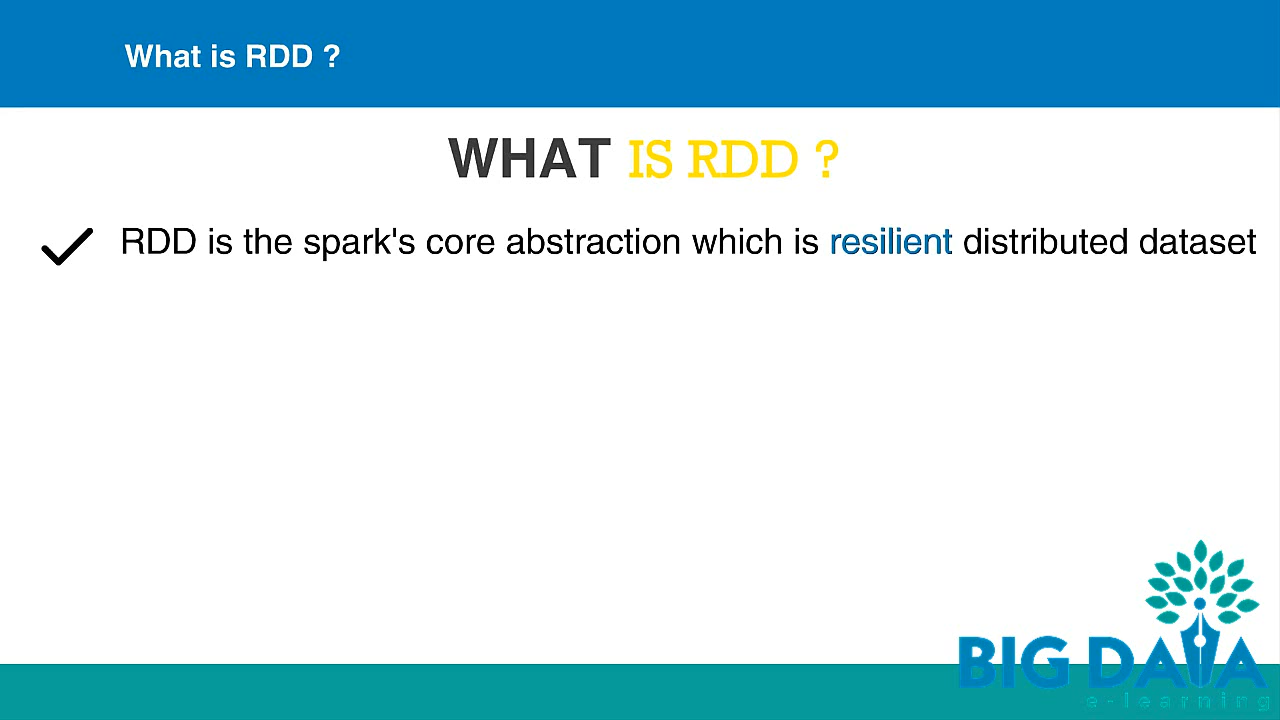 What is RDD ?
WHAT IS RDD ?
RDD is the spark's core abstraction which is resilient distributed dataset
BIG DATA
e-learning